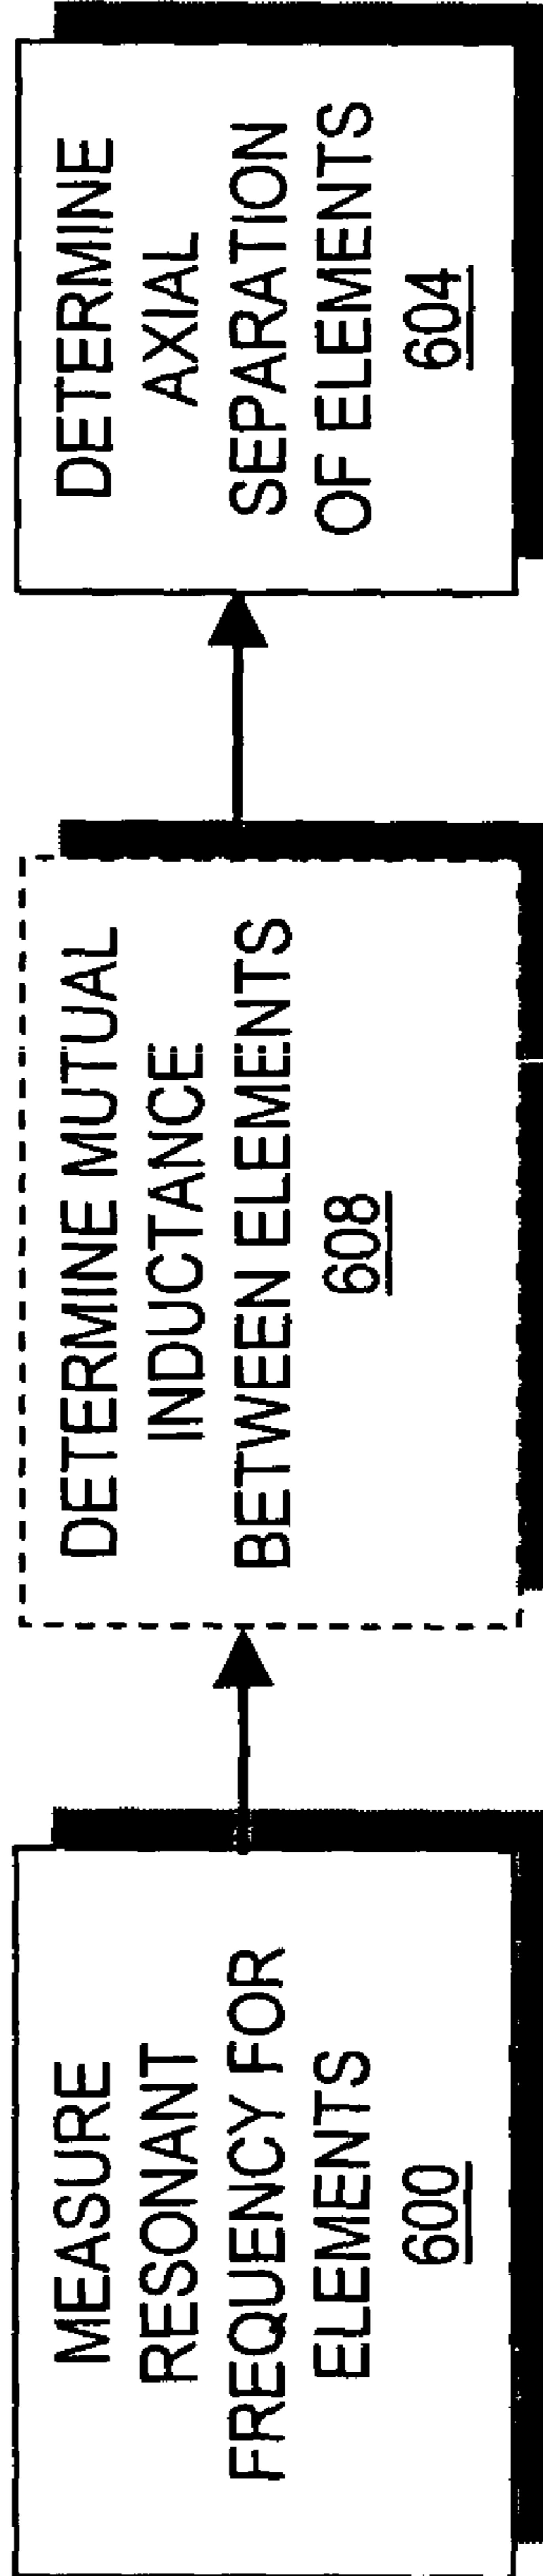 MEASURE
RESONANT
FREQUENCY FOR
ELEMENTS
600
DETERMINE MUTUAL
INDUCTANCE
BETWEEN ELEMENTS
608
DETERMINE
AXIAL
SEPARATION
OF ELEMENTS
604